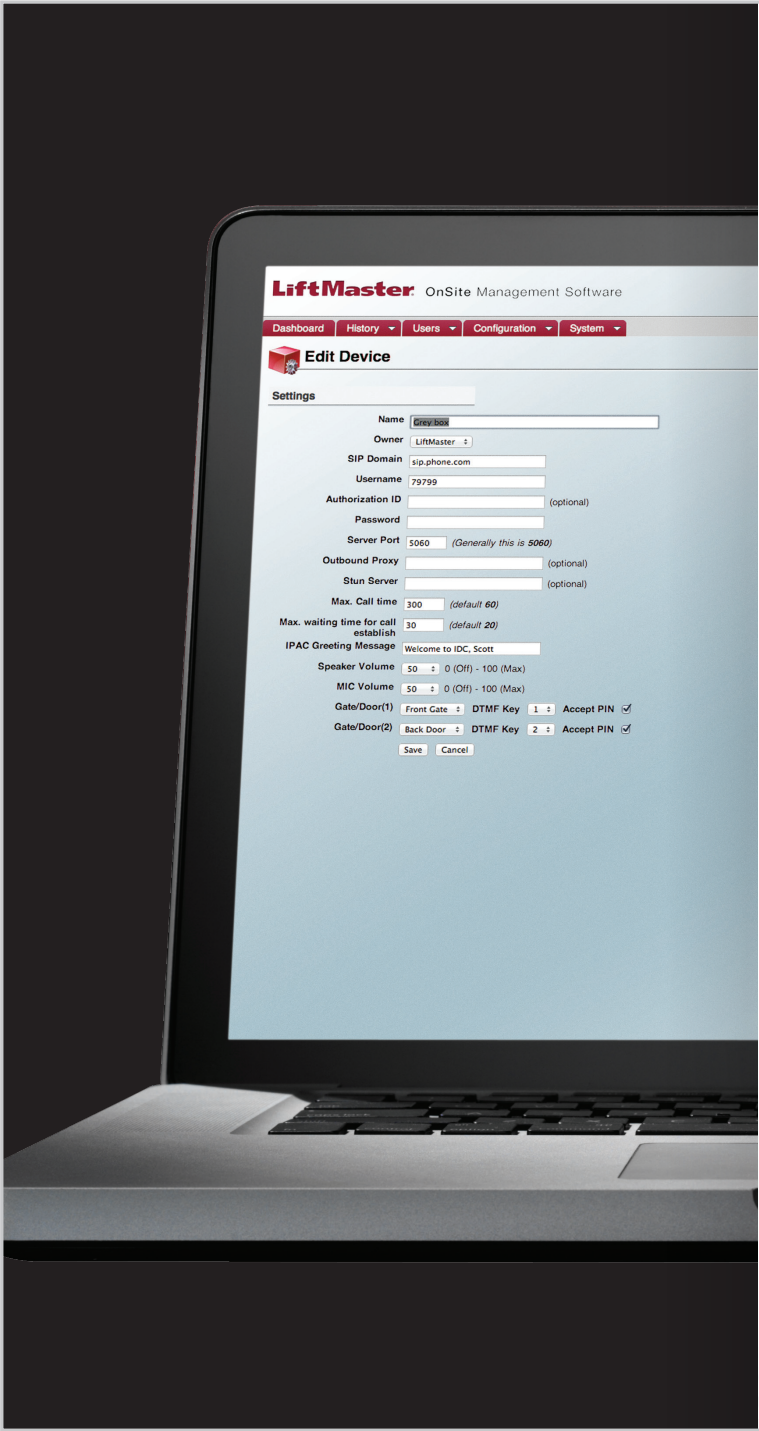 LiftMaster OnSite Management Software
Dashboard History Users Configuration System
Edit Device
Settings
Name Grey box
Owner LiftMaster
SIP Domain sip.phone.com
Username 79799
Authorization ID (optional)
Password
Server Port 5060 (Generally this is 5060)
Outbound Proxy (optional)
Stun Server (optional)
Max. Call time 300 (default 60)
Max. waiting time for call establish 30 (default 20)
IPAC Greeting Message Welcome to IDC, Scott
Speaker Volume 50 0 (Off) - 100 (Max)
MIC Volume 50 0 (Off) - 100 (Max)
Gate/Door(1) Front Gate DTMF Key 1 Accept PIN
Gate/Door(2) Back Door DTMF Key 2 Accept PIN
Save Cancel